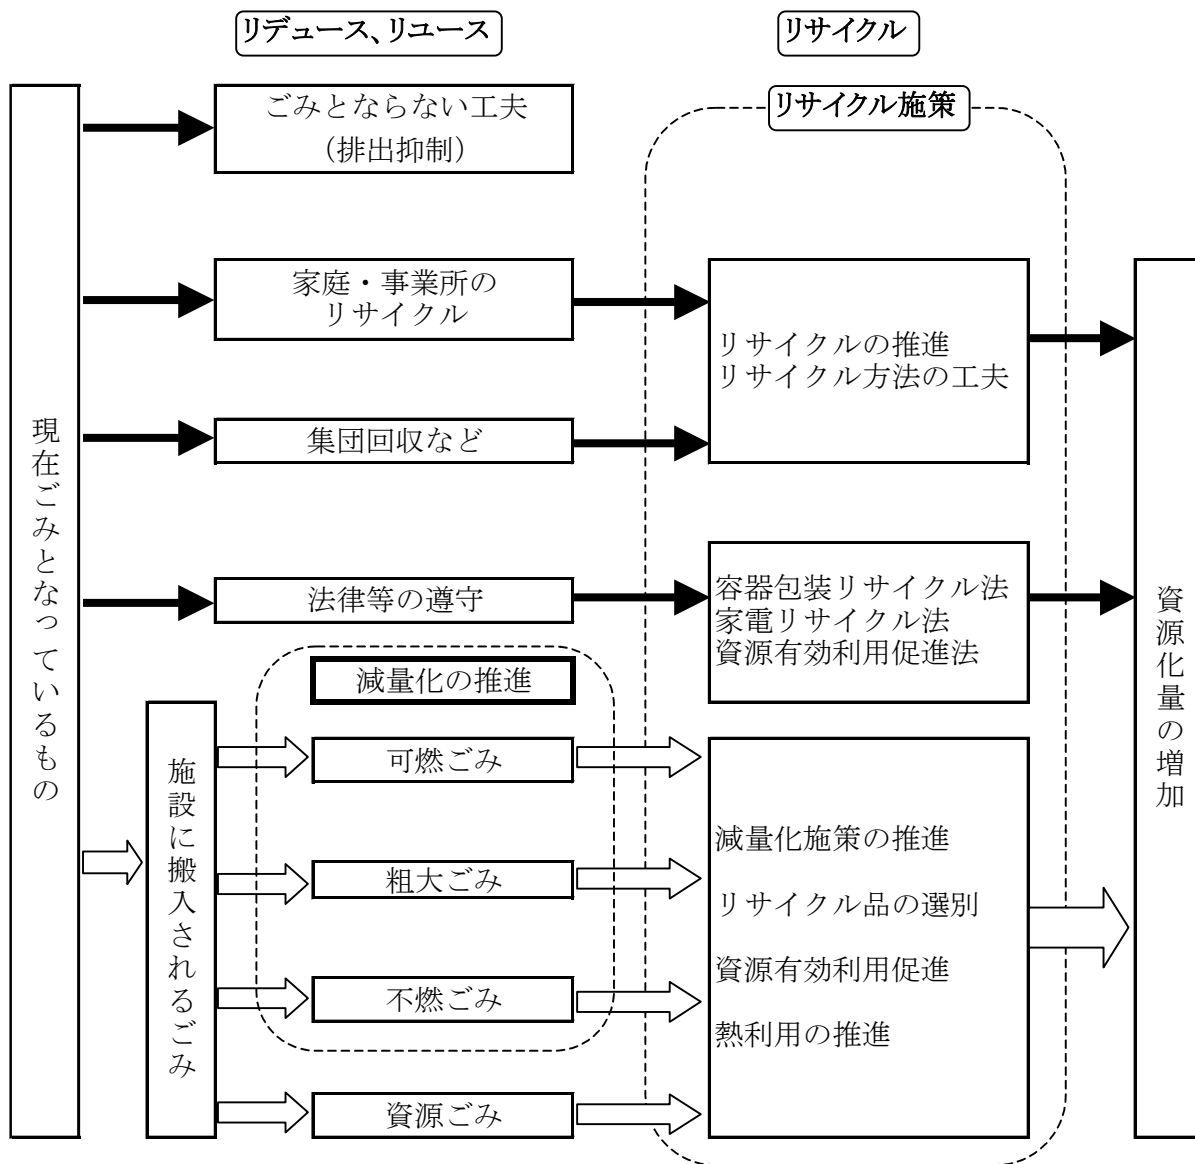 リデュース、リユース
リサイクル
リサイクル施策
ごみとならない工夫
（排出抑制）
家庭・事業所の
リサイクル
リサイクルの推進
リサイクル方法の工夫
集団回収など
現在ごみとなっているもの
法律等の遵守
容器包装リサイクル法
家電リサイクル法
資源有効利用促進法
資源化量の増加
減量化の推進
施設に搬入されるごみ
可燃ごみ
粗大ごみ
不燃ごみ
資源ごみ
減量化施策の推進
リサイクル品の選別
資源有効利用促進
熱利用の推進